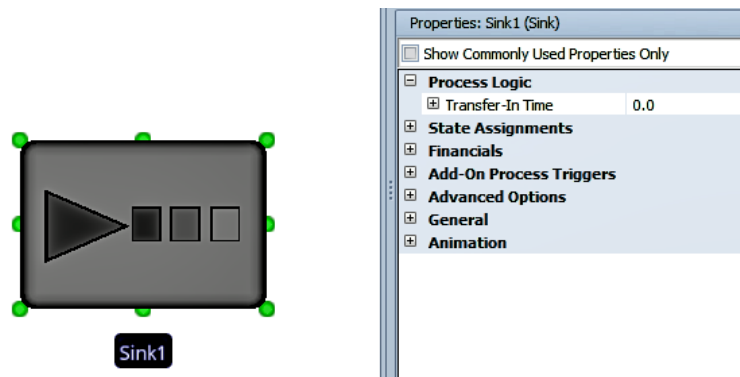 Properties: Sink1 (Sink)
Show Commonly Used Properties Only
Process Logic
Transfer-In Time 0.0
State Assignments
Financials
Add-On Process Triggers
Advanced Options
General
Animation
Sink1